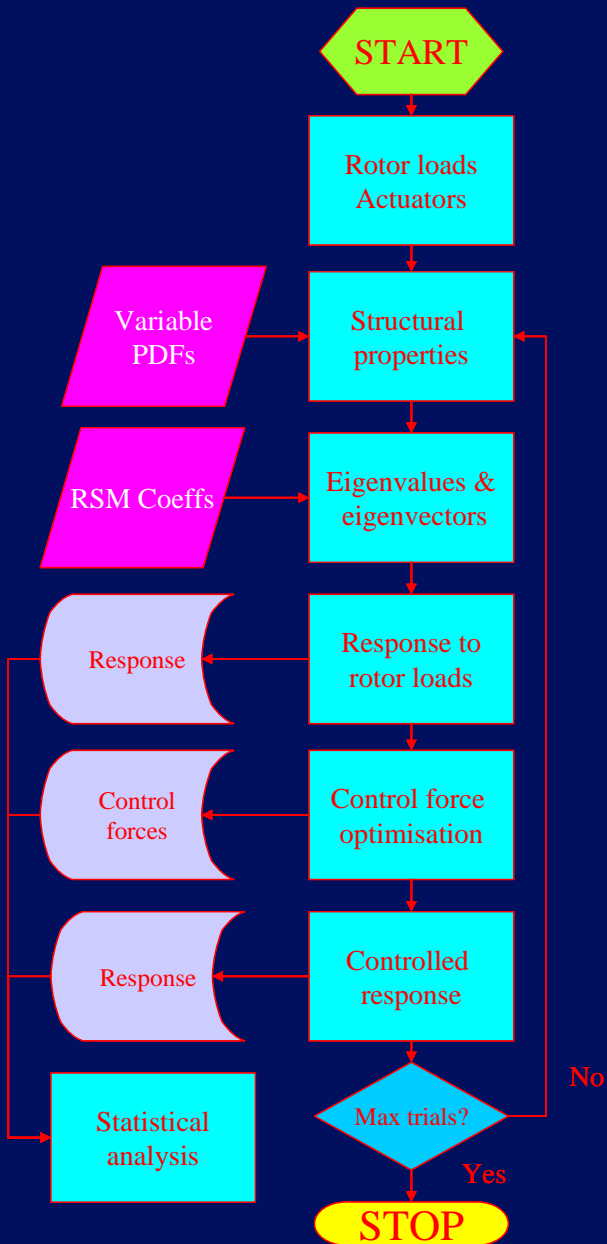 START
Rotor loads
Actuators
Variable
PDFs
Structural
properties
RSM Coeffs
Eigenvalues &
eigenvectors
Response
Response to
rotor loads
Control
forces
Control force
optimisation
Response
Controlled
response
No
Statistical
analysis
Max trials?
Yes
STOP